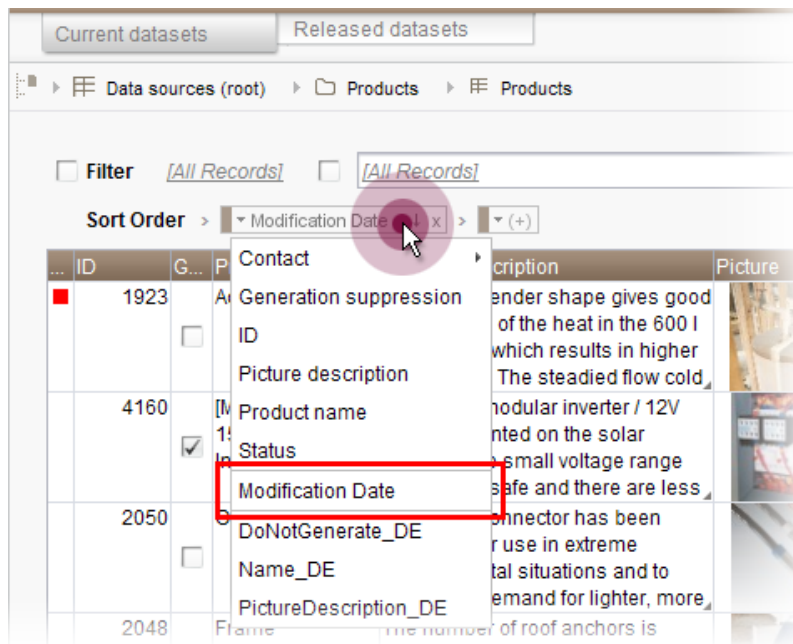 Current datasets
Released datasets
Data sources (root)
Products
Products
Filter
[All Records]
[All Records]
Sort Order > Modification Date ↓ x > (+)
... ID G... cription Picture
Contact
Generation suppression
ID
Picture description
Product name
Status
Modification Date
DoNotGenerate_DE
Name_DE
PictureDescription_DE
1923
ender shape gives good
of the heat in the 600 l
which results in higher
The steadied flow cold
4160
nodular inverter / 12V
nted on the solar
small voltage range
safe and there are less
2050
nnector has been
r use in extreme
tal situations and to
emand for lighter, more
2048 Frame The number of roof anchors is